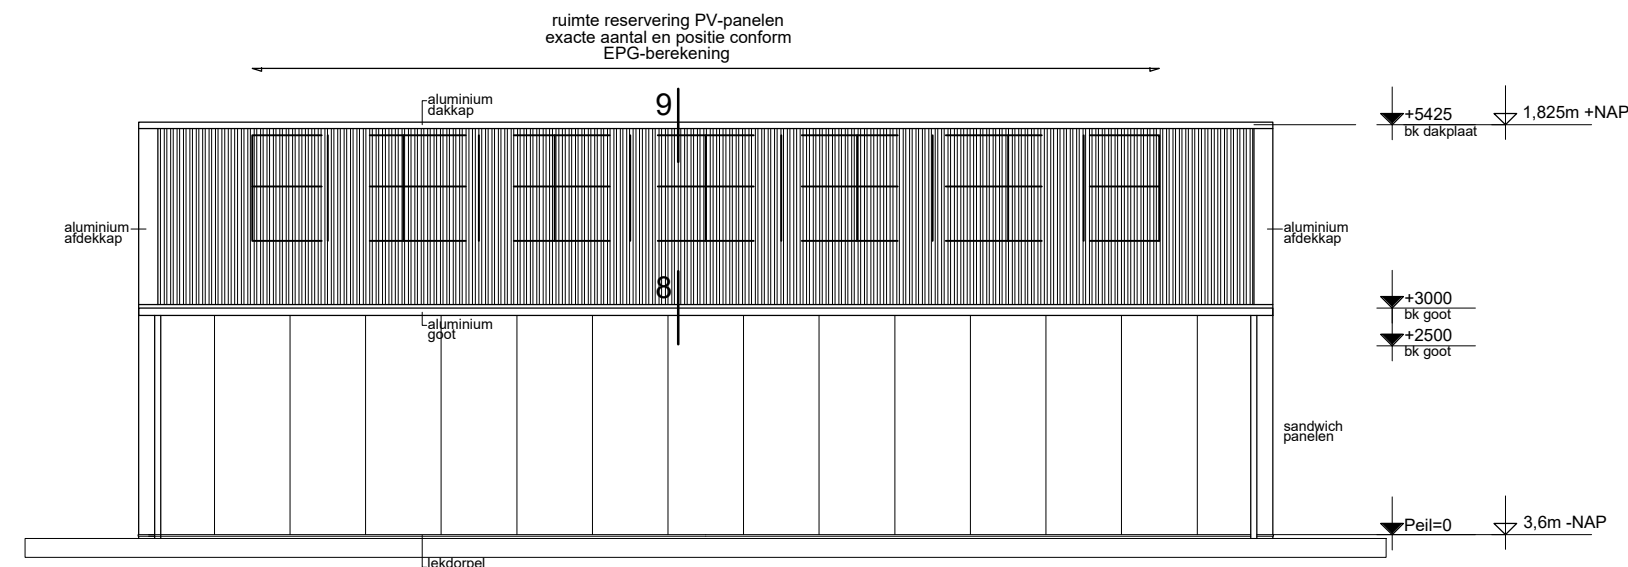 ruimte reservering PV-panelen
exacte aantal en positie conform
EPG-berekening
aluminium
dakkap
9
+5425
bk dakplaat
1,825m +NAP
aluminium
afdekkap
aluminium
afdekkap
8
+3000
bk goot
aluminium
goot
+2500
bk goot
sandwich
panelen
Peil=0
3,6m -NAP
lekdorpel